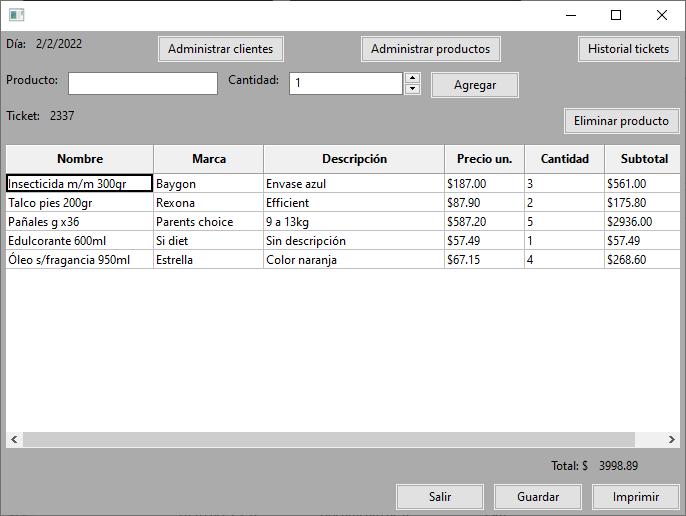 Día: 2/2/2022 Administrar clientes Administrar productos Historial tickets
Producto: Cantidad: 1 Agregar
Ticket: 2337 Eliminar producto
Nombre Marca Descripción Precio un. Cantidad Subtotal
Insecticida m/m 300gr Baygon Envase azul $187.00 3 $561.00
Talco pies 200gr Rexona Efficient $87.90 2 $175.80
Pañales g x36 Parents choice 9 a 13kg $587.20 5 $2936.00
Edulcorante 600ml Si diet Sin descripción $57.49 1 $57.49
Óleo s/fragancia 950ml Estrella Color naranja $67.15 4 $268.60
Total: $ 3998.89
Salir Guardar Imprimir